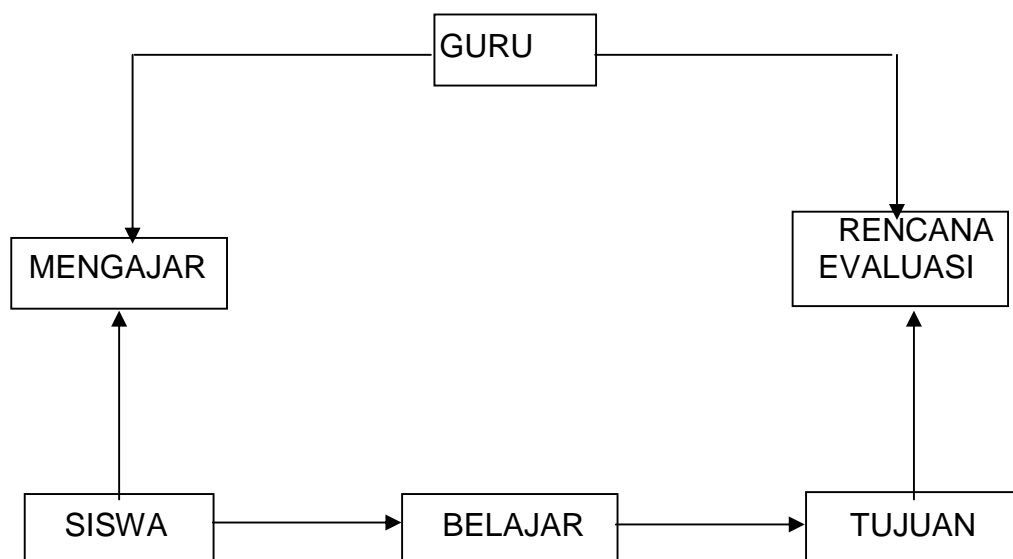 GURU
MENGAJAR
RENCANA
EVALUASI
SISWA
BELAJAR
TUJUAN